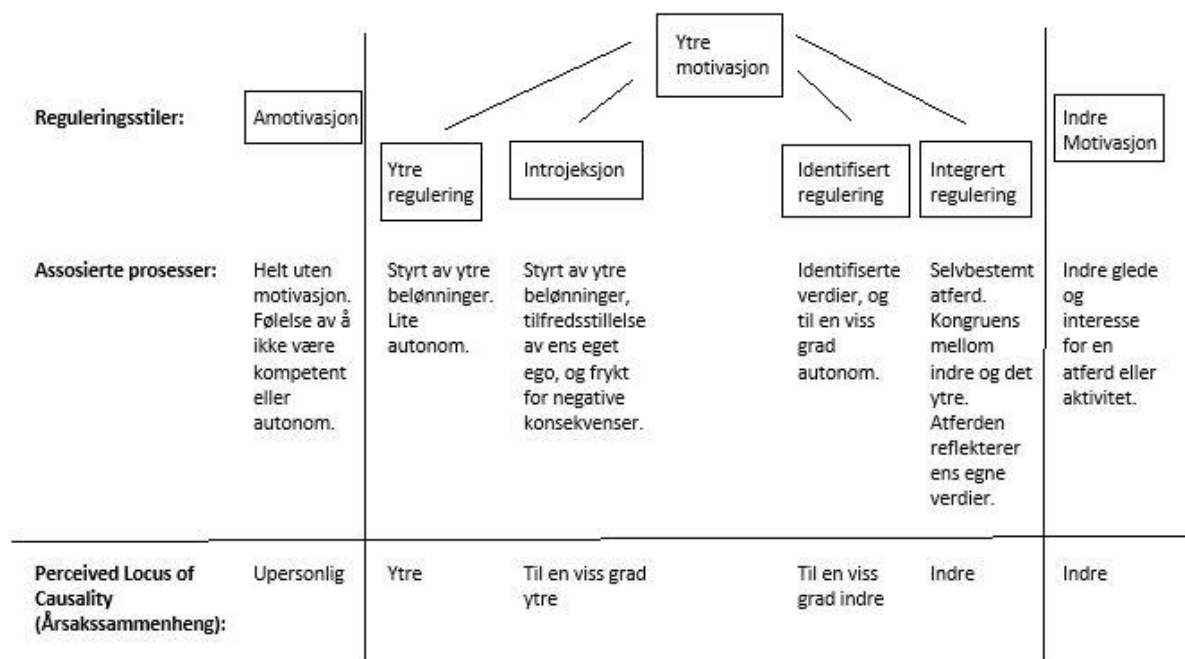 Ytre
motivasjon
Reguleringsstiler:
Amotivasjon
Ytre
regulering
Introjeksjon
Identifisert
regulering
Integrert
regulering
Indre
Motivasjon
Assosierte prosesser:
Helt uten
motivasjon.
Følelse av å
ikke være
kompetent
eller
autonom.
Styrt av ytre
belønninger.
Lite
autonom.
Styrt av ytre
belønninger,
tilfredsstillelse
av ens eget
ego, og frykt
for negative
konsekvenser.
Identifiserte
verdier, og
til en viss
grad
autonom.
Selvbestemt
atferd.
Kongruens
mellom
indre og det
ytre.
Atferden
reflekterer
ens egne
verdier.
Indre glede
og
interesse
for en
atferd eller
aktivitet.
Perceived Locus of
Causality
(Årsakssammenheng):
Upersonlig
Ytre
Til en viss grad
ytre
Til en viss
grad indre
Indre
Indre